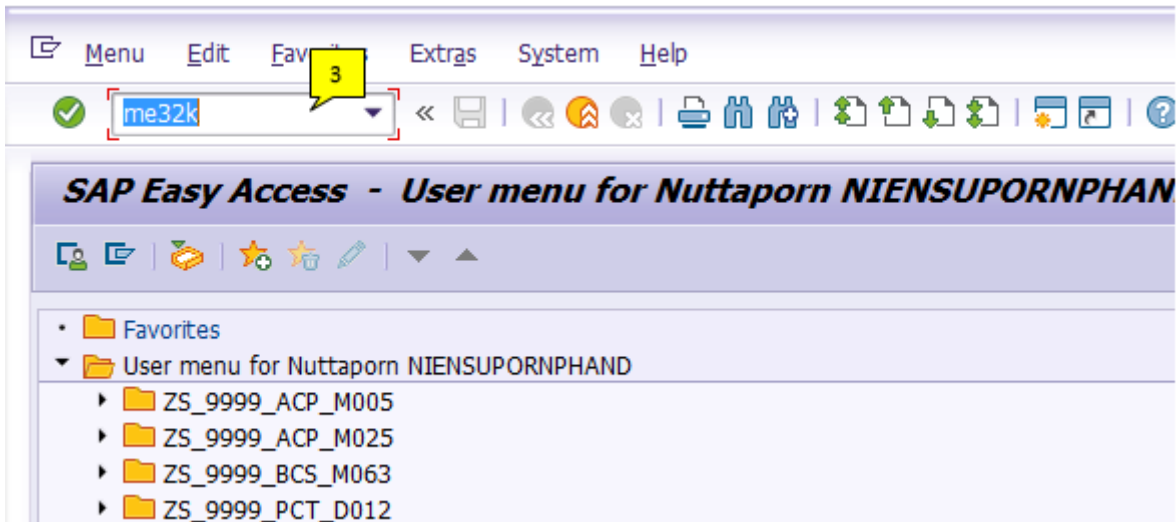 Menu Edit Extras System Help
3
me32k
SAP Easy Access - User menu for Nuttaporn NIENSUPORNPHAN
Favorites
User menu for Nuttaporn NIENSUPORNPHAND
ZS_9999_ACP_M005
ZS_9999_ACP_M025
ZS_9999_BCS_M063
ZS_9999_PCT_D012